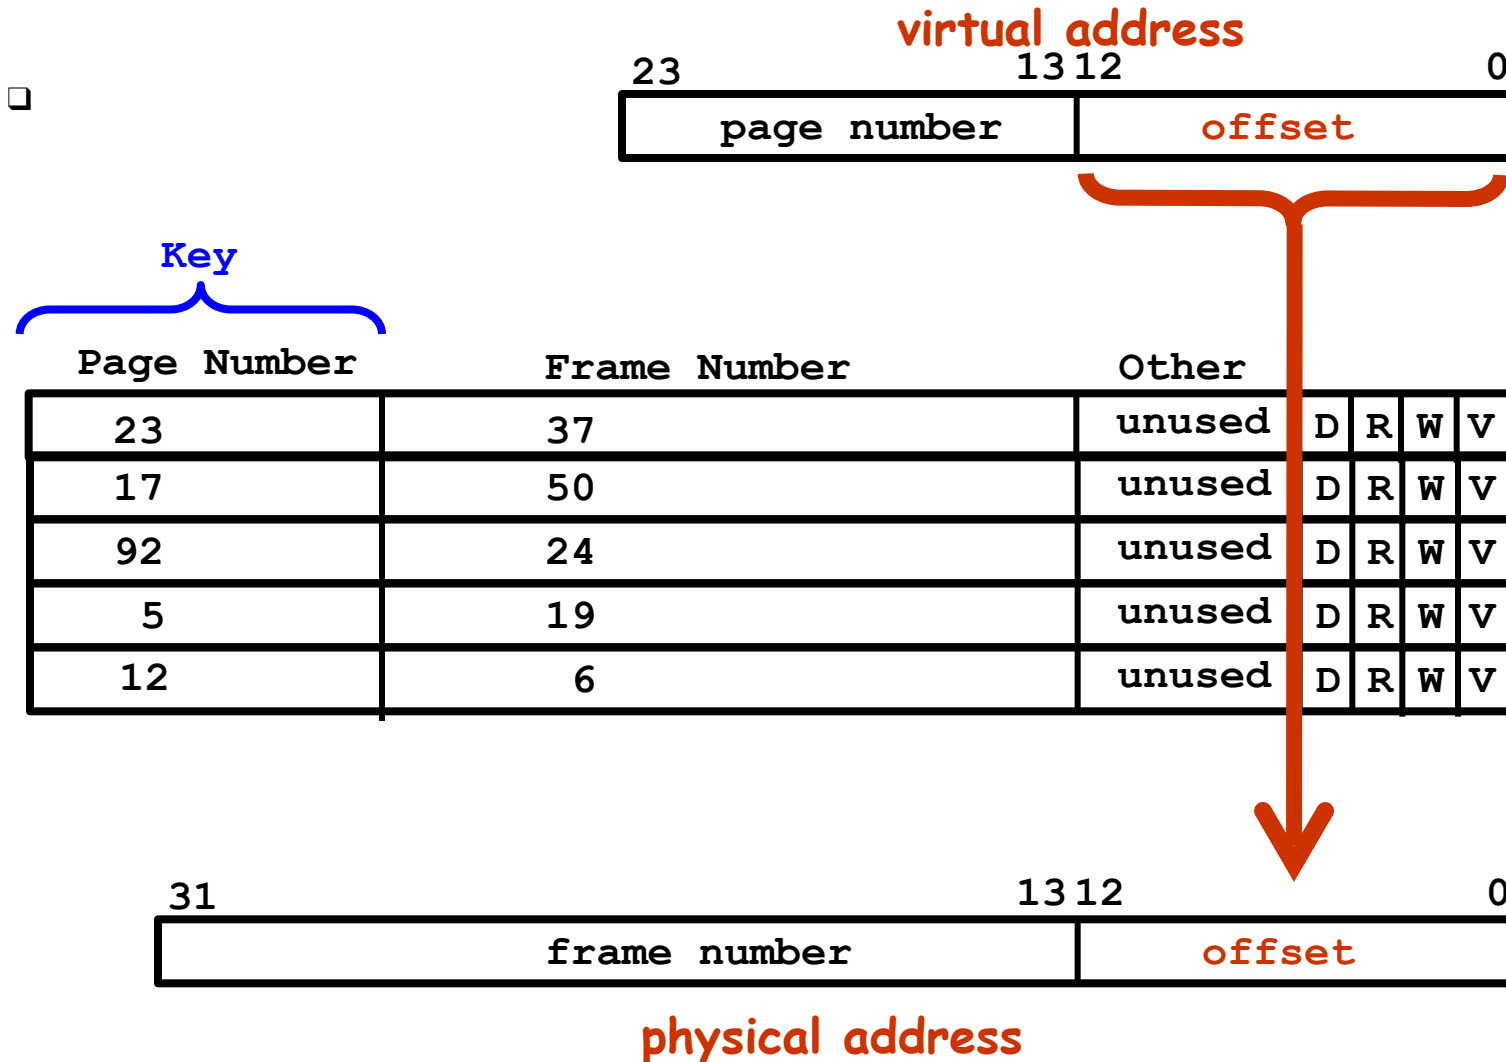 virtual address
23 13 12 0
page number offset
Key
Page Number Frame Number Other
23 37 unused D R W V
17 50 unused D R W V
92 24 unused D R W V
5 19 unused D R W V
12 6 unused D R W V
31 13 12 0
frame number offset
physical address